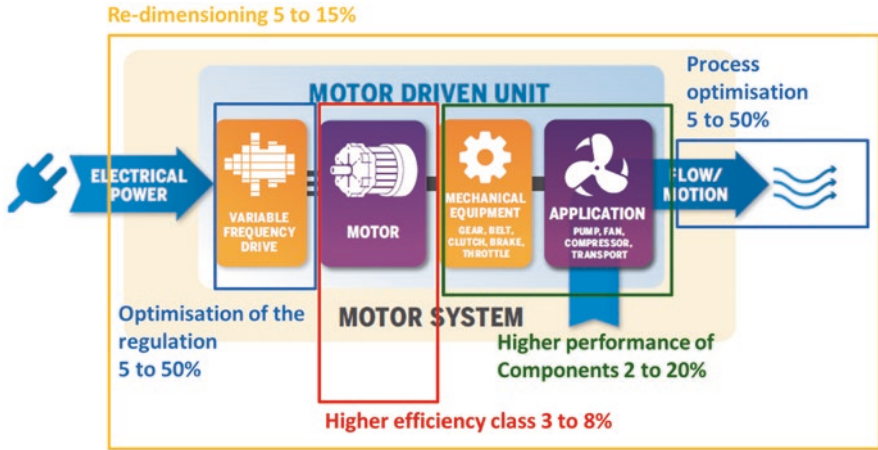 Re-dimensioning 5 to 15%
MOTOR DRIVEN UNIT
Process
optimisation
5 to 50%
ELECTRICAL
POWER
VARIABLE
FREQUENCY
DRIVE
MOTOR
MECHANICAL
EQUIPMENT
GEAR, BELT,
CLUTCH, BRAKE,
THROTTLE
APPLICATION
PUMP, FAN,
COMPRESSOR,
TRANSPORT
FLOW/
MOTION
Optimisation of the
regulation
5 to 50%
MOTOR SYSTEM
Higher performance of
Components 2 to 20%
Higher efficiency class 3 to 8%